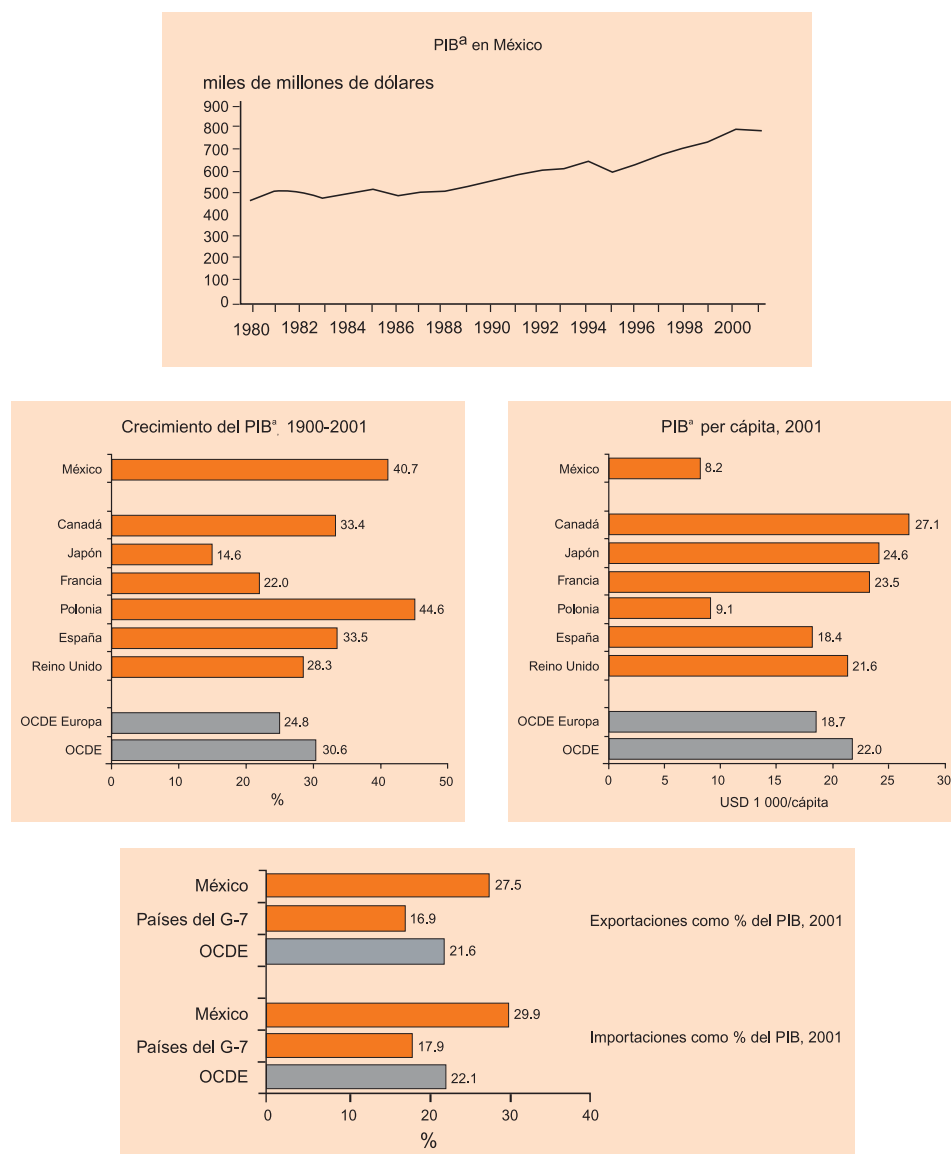 PIBa en México
miles de millones de dólares
900
800
700
600
500
400
300
200
100
0
1980 1982 1984 1986 1988 1990 1992 1994 1996 1998 2000
Crecimiento del PIBa, 1900-2001
México 40.7
Canadá 33.4
Japón 14.6
Francia 22.0
Polonia 44.6
España 33.5
Reino Unido 28.3
OCDE Europa 24.8
OCDE 30.6
0 10 20 30 40 50
%
PIBa per cápita, 2001
México 8.2
Canadá 27.1
Japón 24.6
Francia 23.5
Polonia 9.1
España 18.4
Reino Unido 21.6
OCDE Europa 18.7
OCDE 22.0
0 5 10 15 20 25 30
USD 1 000/cápita
México 27.5
Países del G-7 16.9
OCDE 21.6
Exportaciones como % del PIB, 2001
México 29.9
Países del G-7 17.9
OCDE 22.1
Importaciones como % del PIB, 2001
0 10 20 30 40
%